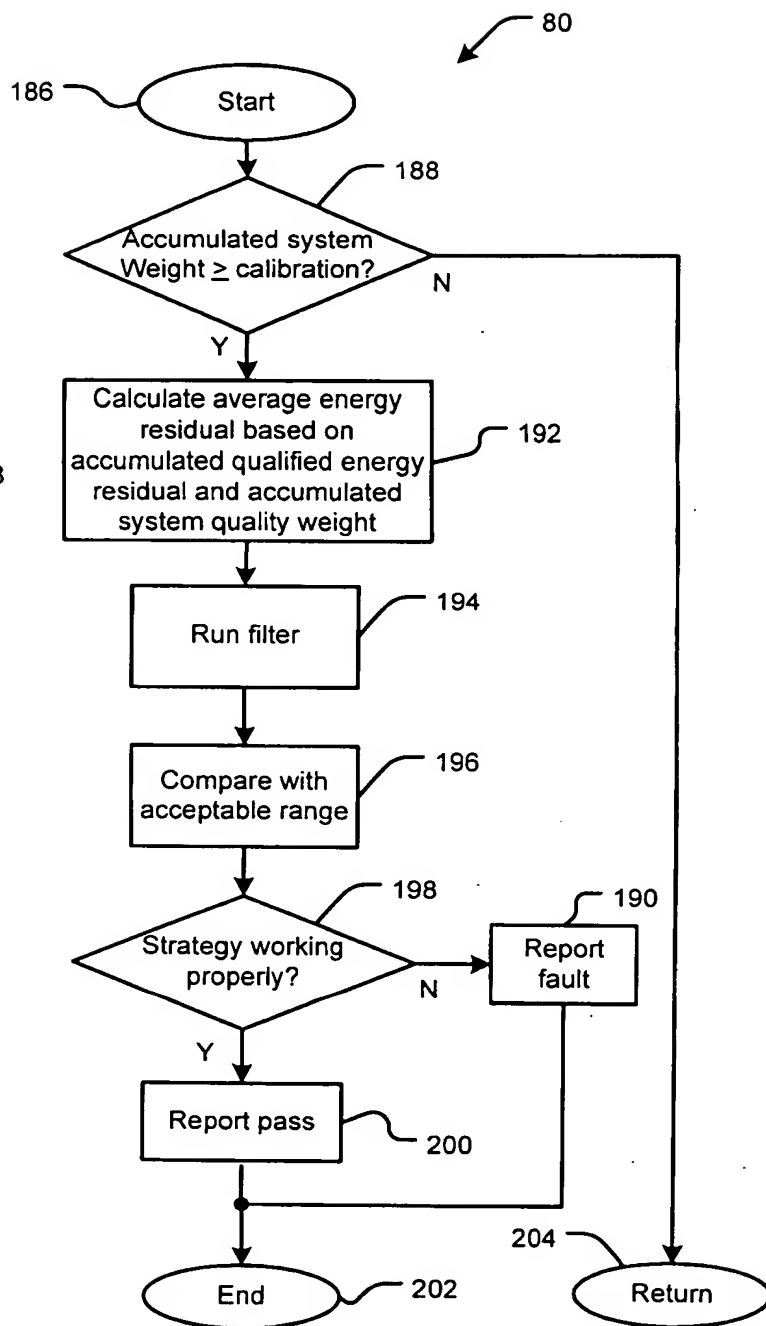 80
186
Start
188
Accumulated system
Weight ≥ calibration?
N
Y
Calculate average energy
residual based on
accumulated qualified energy
residual and accumulated
system quality weight
192
3
194
Run filter
196
Compare with
acceptable range
198
190
Strategy working
properly?
N
Report
fault
Y
Report pass
200
204
End
202
Return